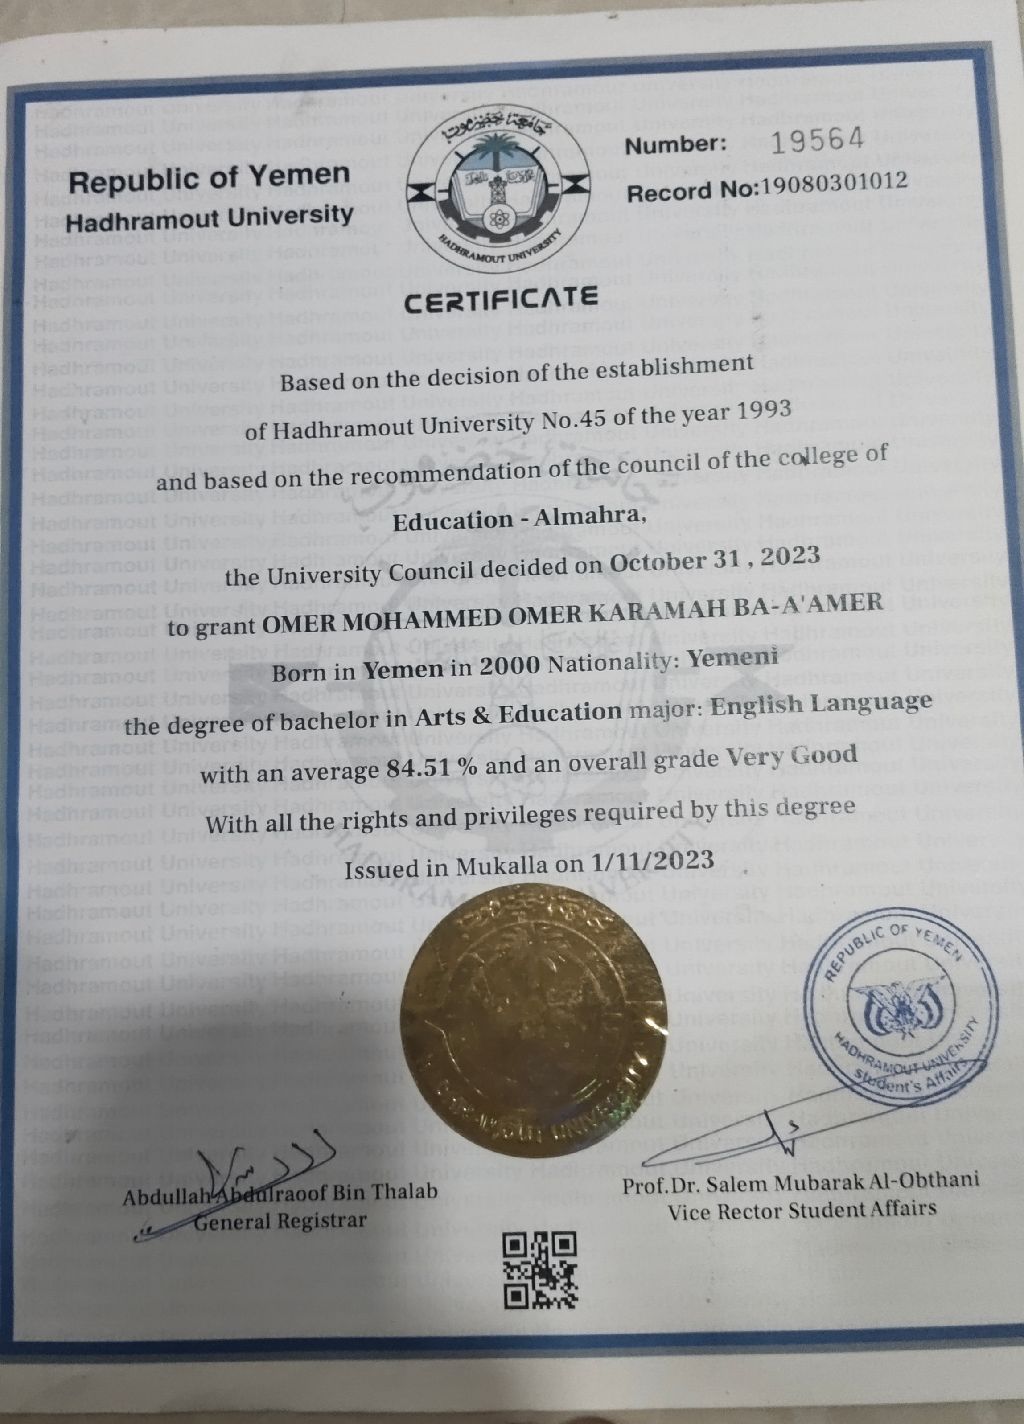 Republic of Yemen
Hadhramout University
جامعة حضرموت
HADHRAMOUT UNIVERSITY
Number: 19564
Record No:19080301012
CERTIFICATE
Based on the decision of the establishment
of Hadhramout University No.45 of the year 1993
and based on the recommendation of the council of the college of
Education - Almahra,
the University Council decided on October 31 , 2023
to grant OMER MOHAMMED OMER KARAMAH BA-A'AMER
Born in Yemen in 2000 Nationality: Yemeni
the degree of bachelor in Arts & Education major: English Language
with an average 84.51 % and an overall grade Very Good
With all the rights and privileges required by this degree
Issued in Mukalla on 1/11/2023
REPUBLIC OF YEMEN
HADHRAMOUT UNIVERSITY
student's Affairs
UNIVERSITY
Abdullah Abdulraoof Bin Thalab
General Registrar
Prof.Dr. Salem Mubarak Al-Obthani
Vice Rector Student Affairs